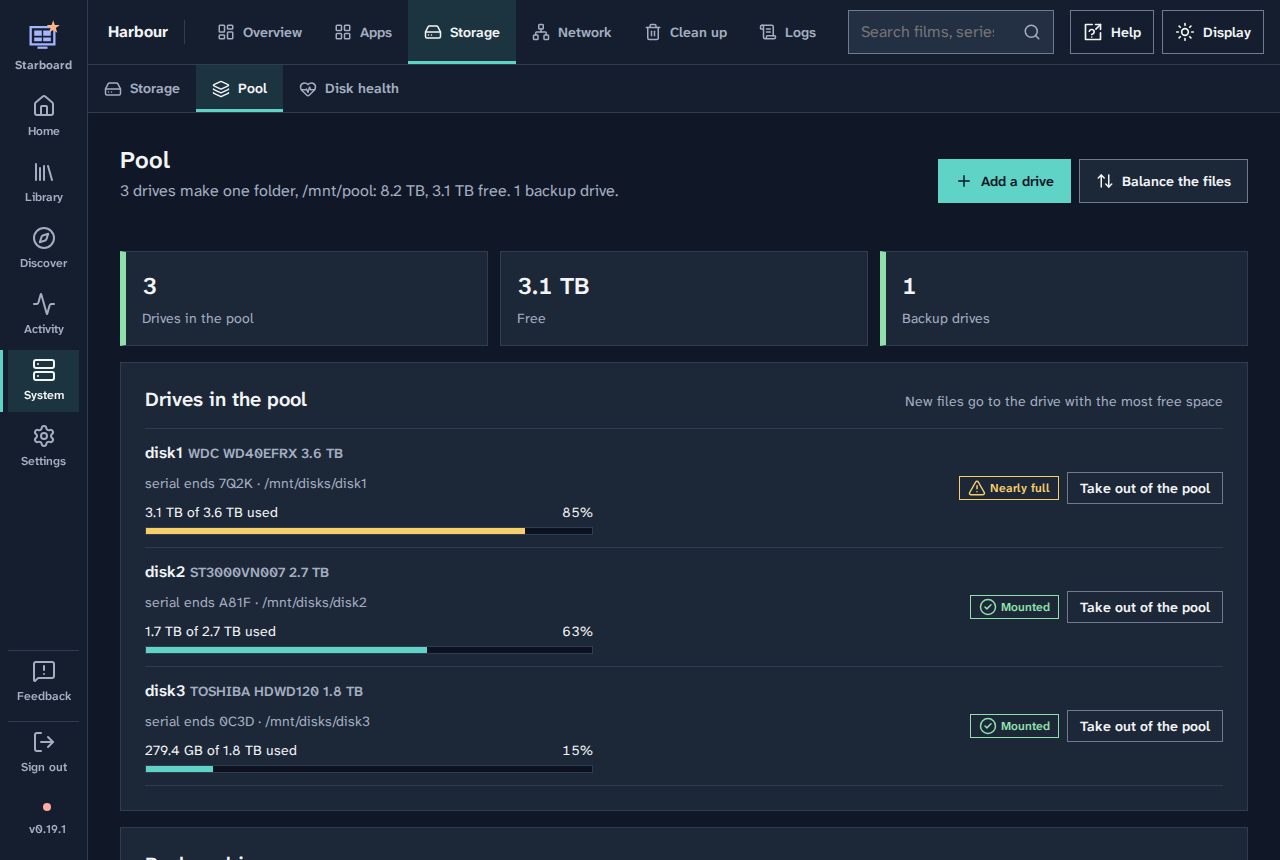 Starboard
Home
Library
Discover
Activity
System
Settings
Feedback
Sign out
v0.19.1
Harbour
Overview
Apps
Storage
Network
Clean up
Logs
Search films, series
Help
Display
Storage
Pool
Disk health
Pool
3 drives make one folder, /mnt/pool: 8.2 TB, 3.1 TB free. 1 backup drive.
Add a drive
Balance the files
3
Drives in the pool
3.1 TB
Free
1
Backup drives
Drives in the pool
New files go to the drive with the most free space
disk1 WDC WD40EFRX 3.6 TB
serial ends 7Q2K · /mnt/disks/disk1
3.1 TB of 3.6 TB used 85%
Nearly full
Take out of the pool
disk2 ST3000VN007 2.7 TB
serial ends A81F · /mnt/disks/disk2
1.7 TB of 2.7 TB used 63%
Mounted
Take out of the pool
disk3 TOSHIBA HDWD120 1.8 TB
serial ends 0C3D · /mnt/disks/disk3
279.4 GB of 1.8 TB used 15%
Mounted
Take out of the pool